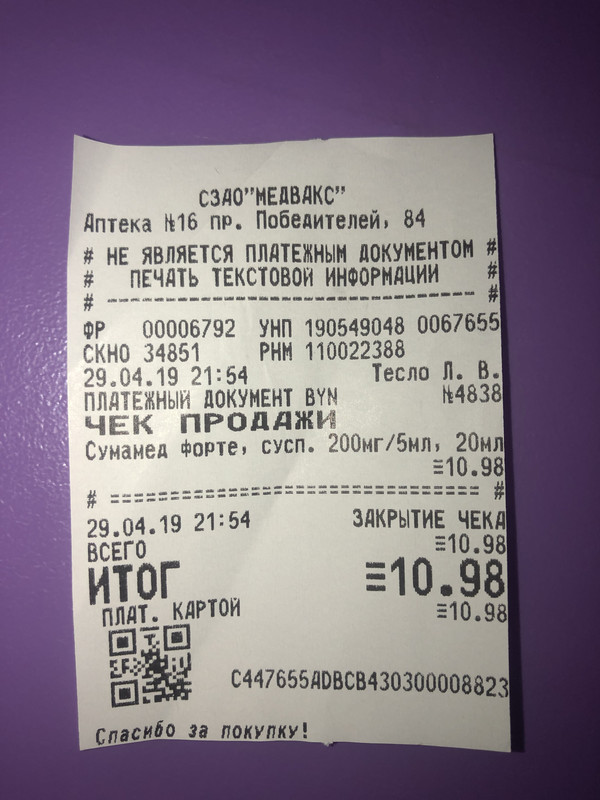 СЗАО"МЕДВАКС"
Аптека №16 пр. Победителей, 84
# НЕ ЯВЛЯЕТСЯ ПЛАТЕЖНЫМ ДОКУМЕНТОМ #
# ПЕЧАТЬ ТЕКСТОВОЙ ИНФОРМАЦИИ #
# ---------------------------------- #
ФР 00006792 УНП 190549048 0067655
СКНО 34851 РНМ 110022388
29.04.19 21:54 Тесло Л. В.
ПЛАТЕЖНЫЙ ДОКУМЕНТ BYN №4838
ЧЕК ПРОДАЖИ
Сумамед форте, сусп. 200мг/5мл, 20мл
≡10.98
# ================================== #
29.04.19 21:54 ЗАКРЫТИЕ ЧЕКА
ВСЕГО ≡10.98
ИТОГ ≡10.98
ПЛАТ. КАРТОЙ ≡10.98
C447655ADBCB430300008823
Спасибо за покупку!